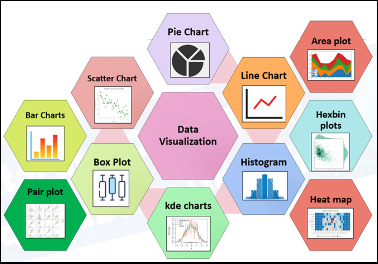 Pie Chart
Area plot
Scatter Chart
Line Chart
Bar Charts
Data
Visualization
Hexbin
plots
Box Plot
Histogram
Pair plot
kde charts
Heat map